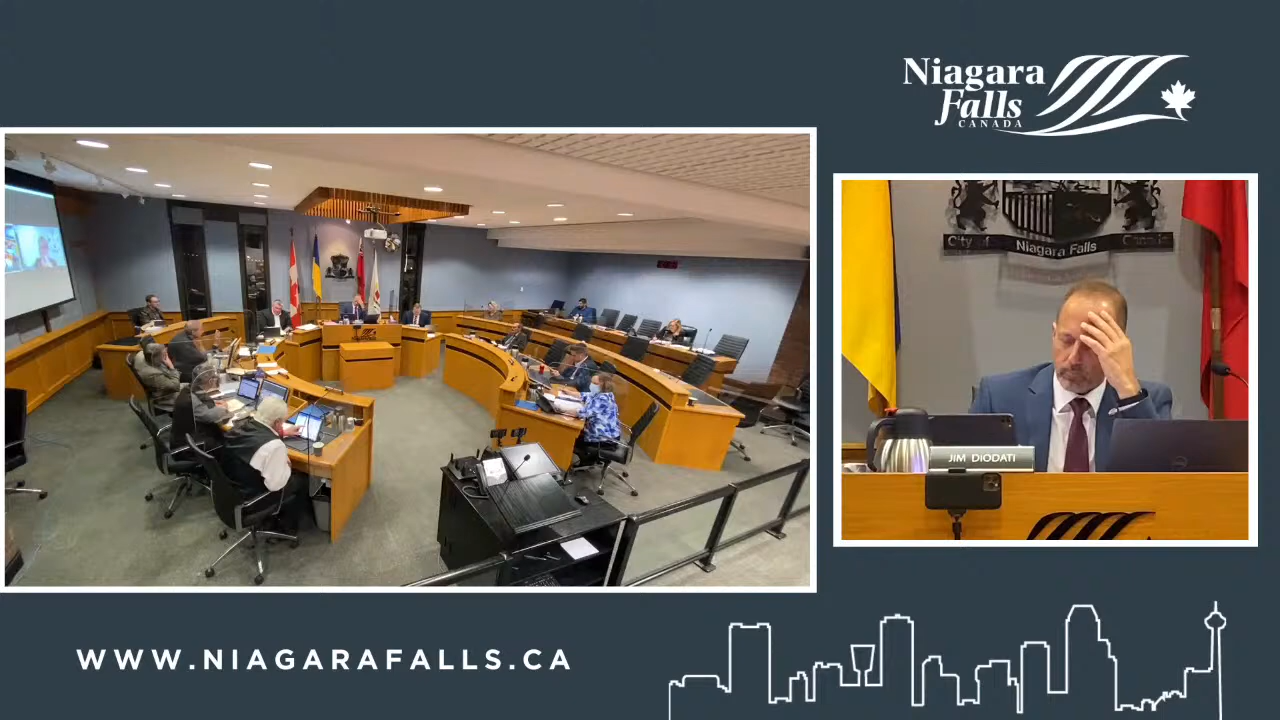 Niagara
Falls
CANADA
City of
Niagara Falls
Canada
JIM DIODATI
WWW.NIAGARAFALLS.CA